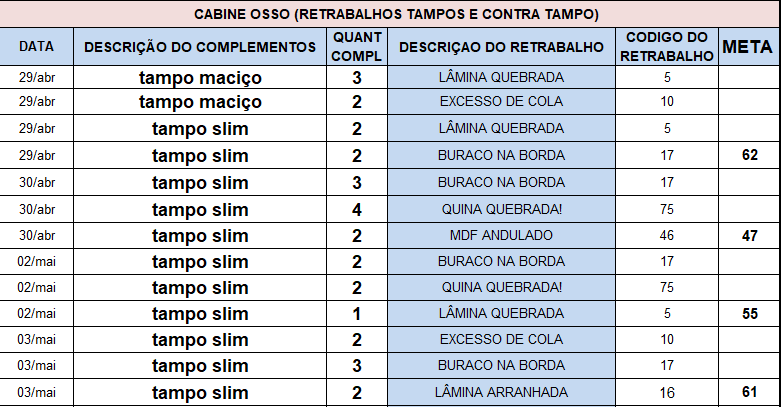 CABINE OSSO (RETRABALHOS TAMPOS E CONTRA TAMPO)
DATA DESCRIÇÃO DO COMPLEMENTOS QUANT COMPL DESCRIÇAO DO RETRABALHO CODIGO DO RETRABALHO META
29/abr tampo maciço 3 LÂMINA QUEBRADA 5
29/abr tampo maciço 2 EXCESSO DE COLA 10
29/abr tampo slim 2 LÂMINA QUEBRADA 5
29/abr tampo slim 2 BURACO NA BORDA 17 62
30/abr tampo slim 3 BURACO NA BORDA 17
30/abr tampo slim 4 QUINA QUEBRADA! 75
30/abr tampo slim 2 MDF ANDULADO 46 47
02/mai tampo slim 2 BURACO NA BORDA 17
02/mai tampo slim 2 QUINA QUEBRADA! 75
02/mai tampo slim 1 LÂMINA QUEBRADA 5 55
03/mai tampo slim 2 EXCESSO DE COLA 10
03/mai tampo slim 3 BURACO NA BORDA 17
03/mai tampo slim 2 LÂMINA ARRANHADA 16 61